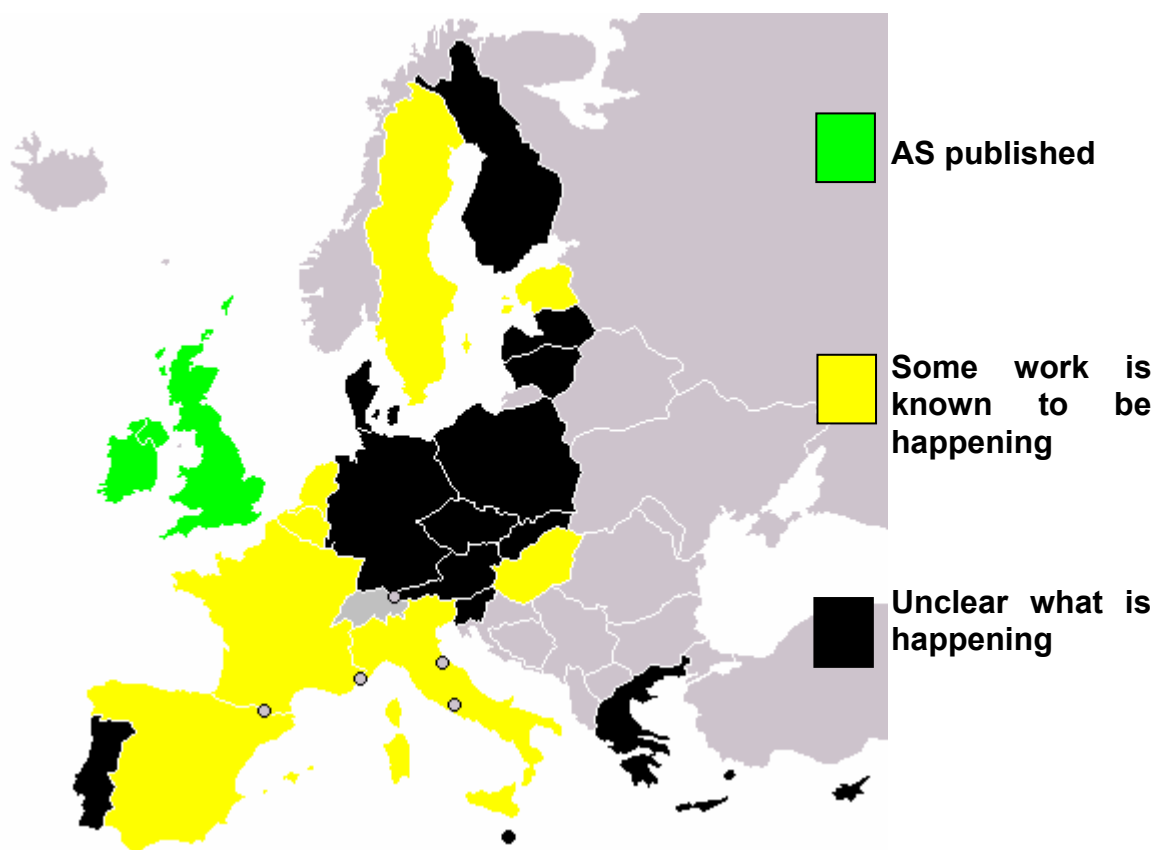 AS published
Some work is
known to be
happening
Unclear what is
happening